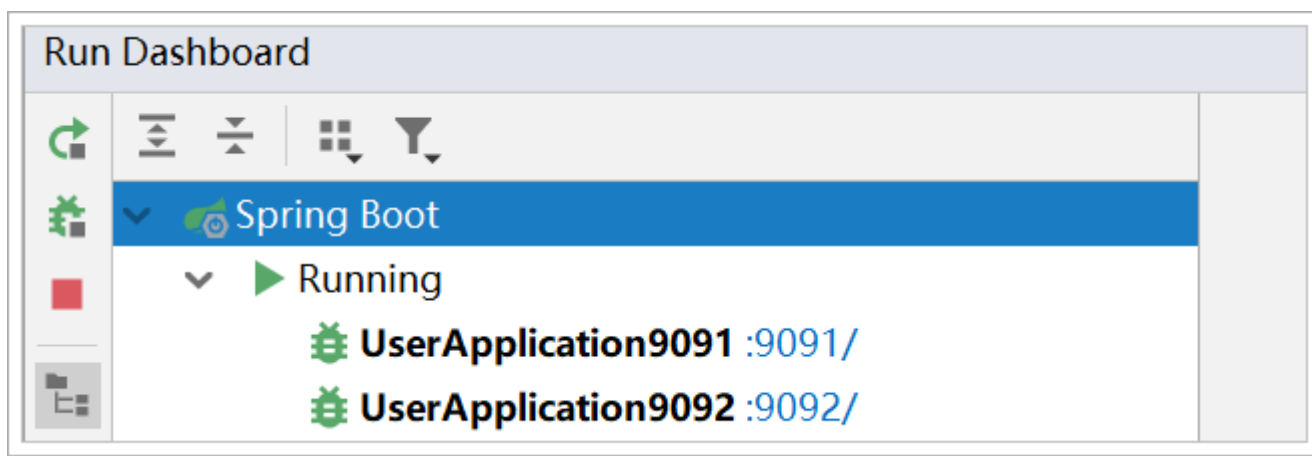 Run Dashboard
Spring Boot
Running
UserApplication9091 :9091/
UserApplication9092 :9092/